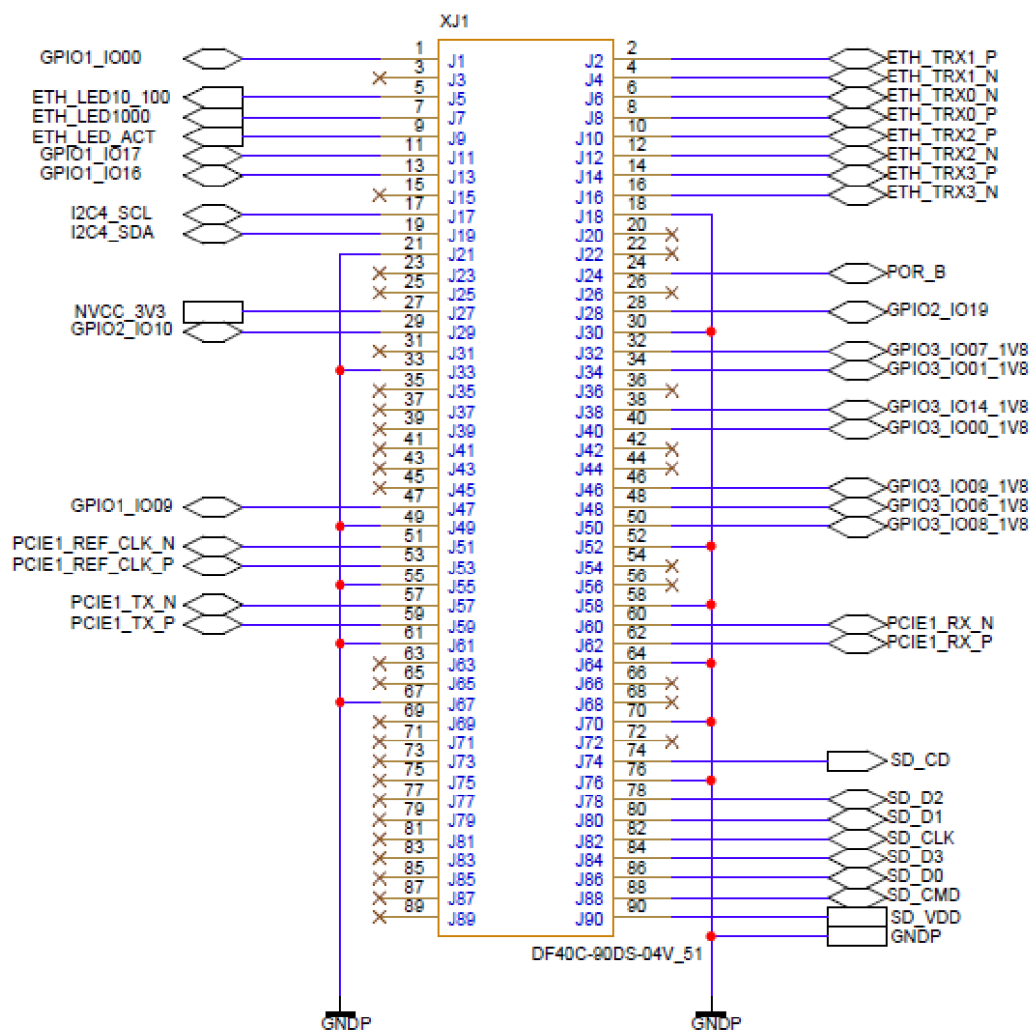 XJ1
GPIO1_IO00 1 J1 J2 2 ETH_TRX1_P
3 J3 J4 4 ETH_TRX1_N
ETH_LED10_100 5 J5 J6 6 ETH_TRX0_N
ETH_LED1000 7 J7 J8 8 ETH_TRX0_P
ETH_LED_ACT 9 J9 J10 10 ETH_TRX2_P
GPIO1_IO17 11 J11 J12 12 ETH_TRX2_N
GPIO1_IO16 13 J13 J14 14 ETH_TRX3_P
15 J15 J16 16 ETH_TRX3_N
I2C4_SCL 17 J17 J18 18
I2C4_SDA 19 J19 J20 20
21 J21 J22 22
23 J23 J24 24 POR_B
25 J25 J26 26
NVCC_3V3 27 J27 J28 28 GPIO2_IO19
GPIO2_IO10 29 J29 J30 30
31 J31 J32 32 GPIO3_IO07_1V8
33 J33 J34 34 GPIO3_IO01_1V8
35 J35 J36 36
37 J37 J38 38 GPIO3_IO14_1V8
39 J39 J40 40 GPIO3_IO00_1V8
41 J41 J42 42
43 J43 J44 44
45 J45 J46 46 GPIO3_IO09_1V8
GPIO1_IO09 47 J47 J48 48 GPIO3_IO06_1V8
49 J49 J50 50 GPIO3_IO08_1V8
PCIE1_REF_CLK_N 51 J51 J52 52
PCIE1_REF_CLK_P 53 J53 J54 54
55 J55 J56 56
PCIE1_TX_N 57 J57 J58 58
PCIE1_TX_P 59 J59 J60 60 PCIE1_RX_N
61 J61 J62 62 PCIE1_RX_P
63 J63 J64 64
65 J65 J66 66
67 J67 J68 68
69 J69 J70 70
71 J71 J72 72
73 J73 J74 74 SD_CD
75 J75 J76 76
77 J77 J78 78 SD_D2
79 J79 J80 80 SD_D1
81 J81 J82 82 SD_CLK
83 J83 J84 84 SD_D3
85 J85 J86 86 SD_D0
87 J87 J88 88 SD_CMD
89 J89 J90 90 SD_VDD
GNDP
DF40C-90DS-04V_51
GNDP GNDP